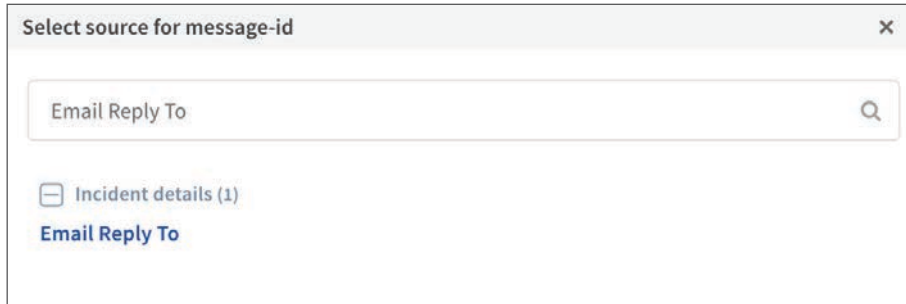 Select source for message-id
Email Reply To
Incident details (1)
Email Reply To